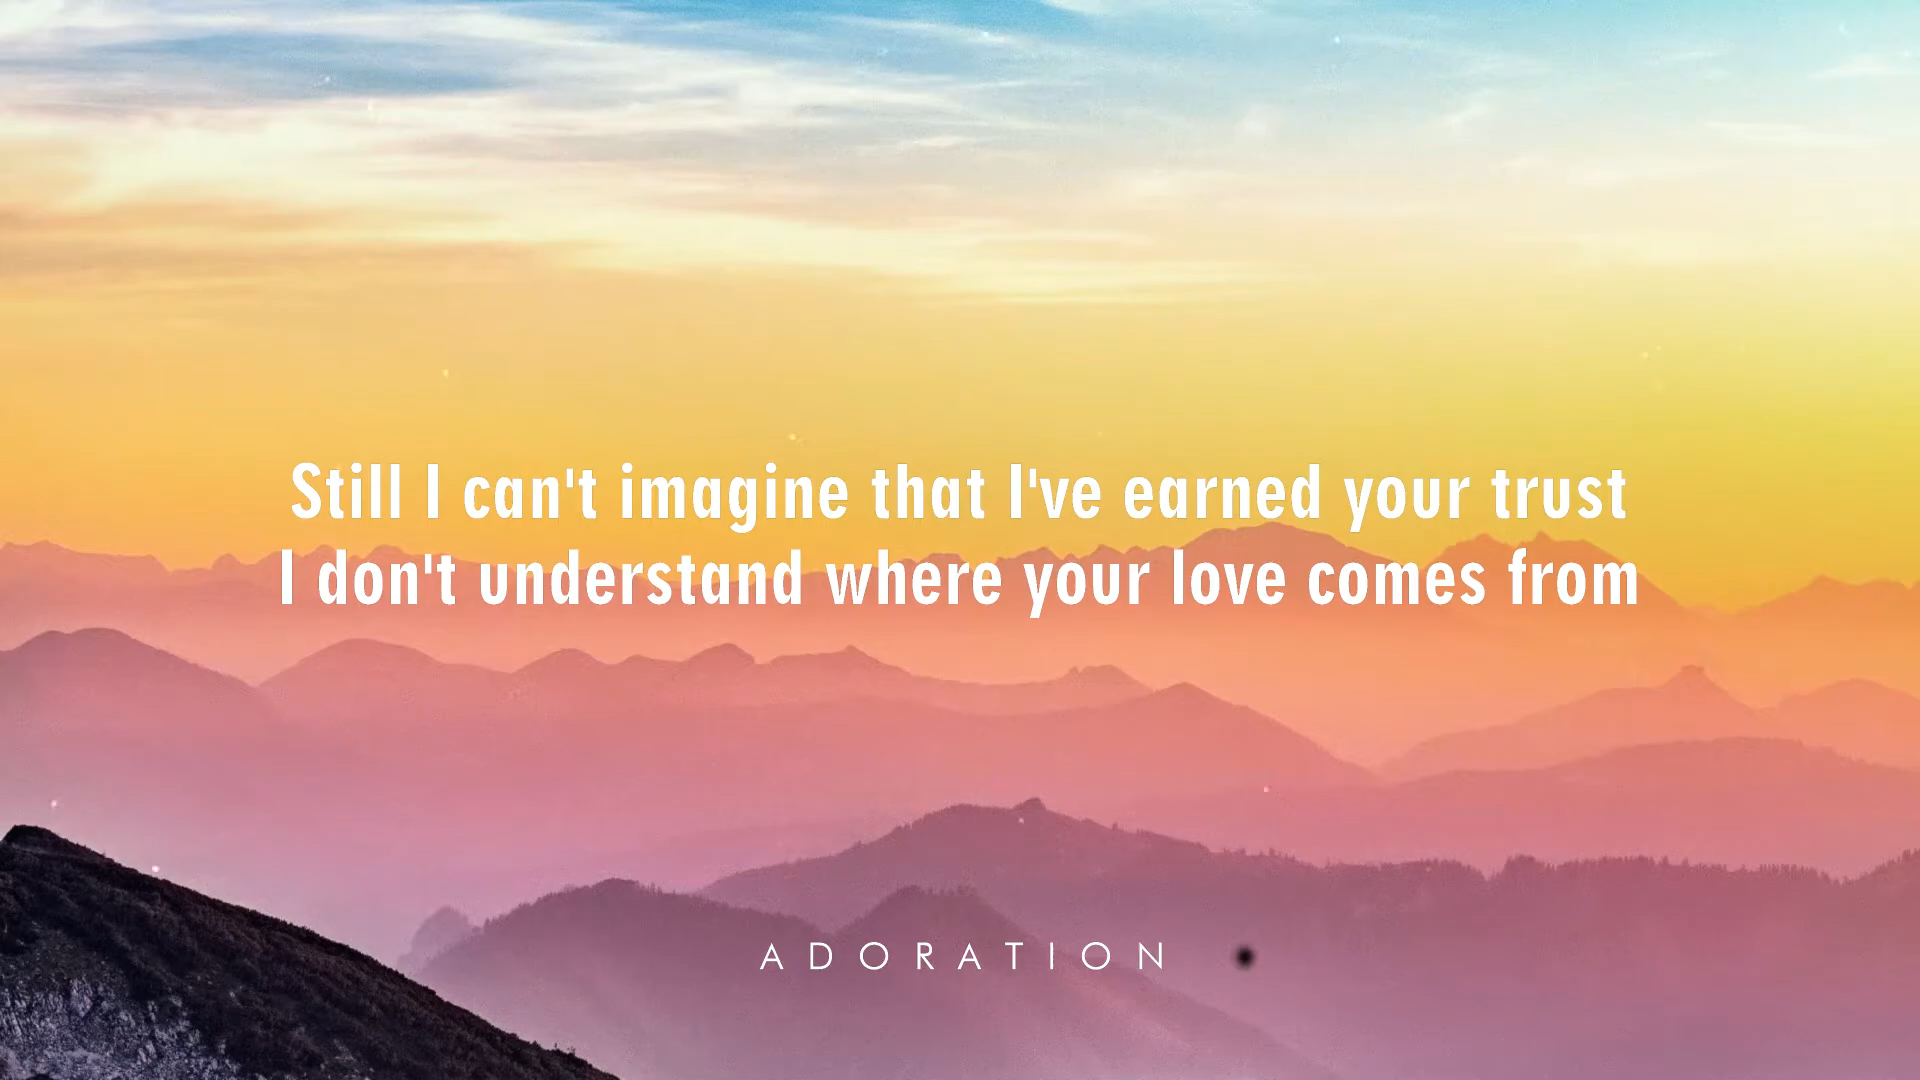 Still I can't imagine that I've earned your trust
I don't understand where your love comes from
ADORATION